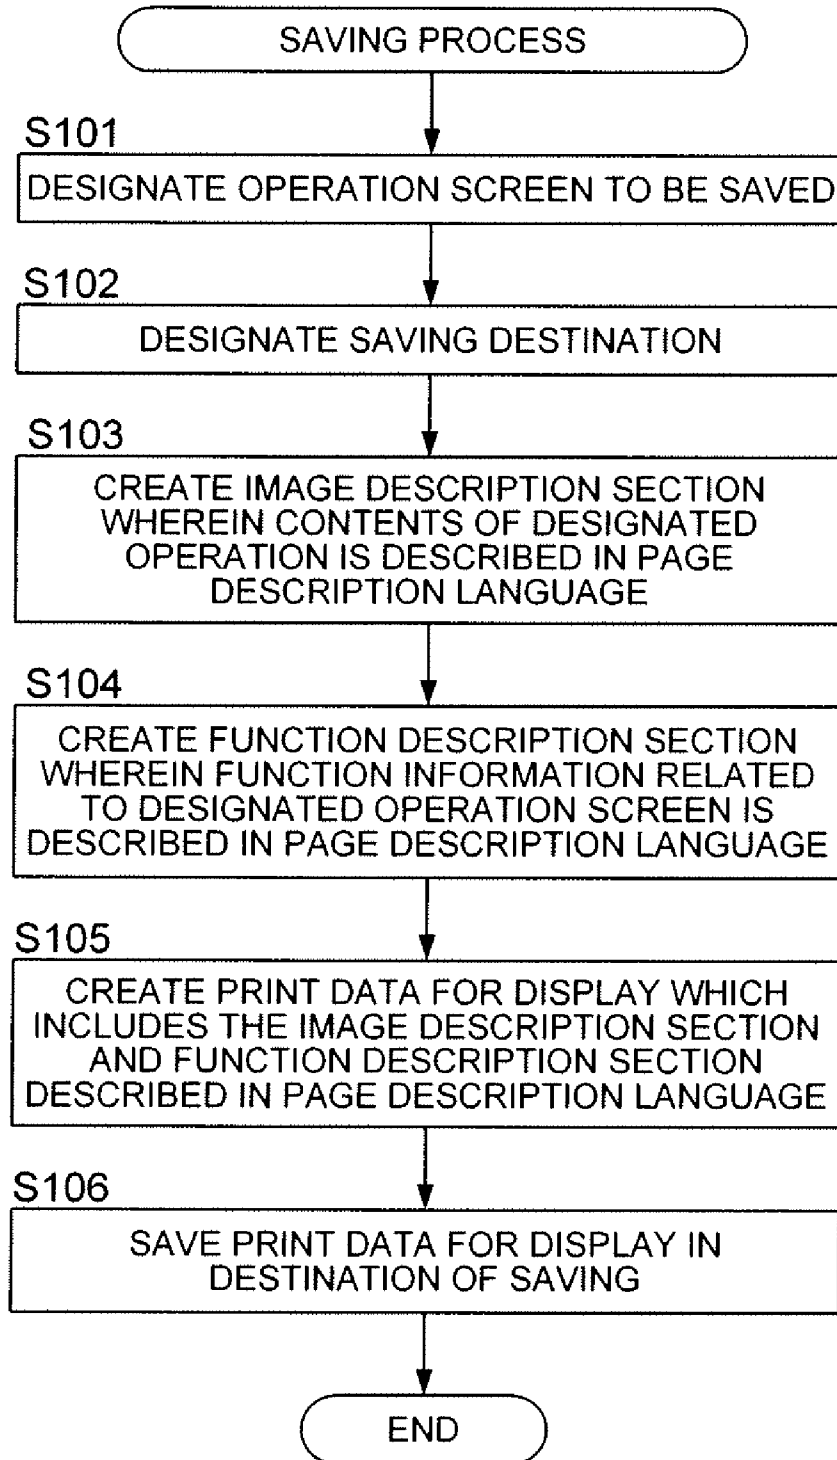 SAVING PROCESS
S101
DESIGNATE OPERATION SCREEN TO BE SAVED
S102
DESIGNATE SAVING DESTINATION
S103
CREATE IMAGE DESCRIPTION SECTION
WHEREIN CONTENTS OF DESIGNATED
OPERATION IS DESCRIBED IN PAGE
DESCRIPTION LANGUAGE
S104
CREATE FUNCTION DESCRIPTION SECTION
WHEREIN FUNCTION INFORMATION RELATED
TO DESIGNATED OPERATION SCREEN IS
DESCRIBED IN PAGE DESCRIPTION LANGUAGE
S105
CREATE PRINT DATA FOR DISPLAY WHICH
INCLUDES THE IMAGE DESCRIPTION SECTION
AND FUNCTION DESCRIPTION SECTION
DESCRIBED IN PAGE DESCRIPTION LANGUAGE
S106
SAVE PRINT DATA FOR DISPLAY IN
DESTINATION OF SAVING
END